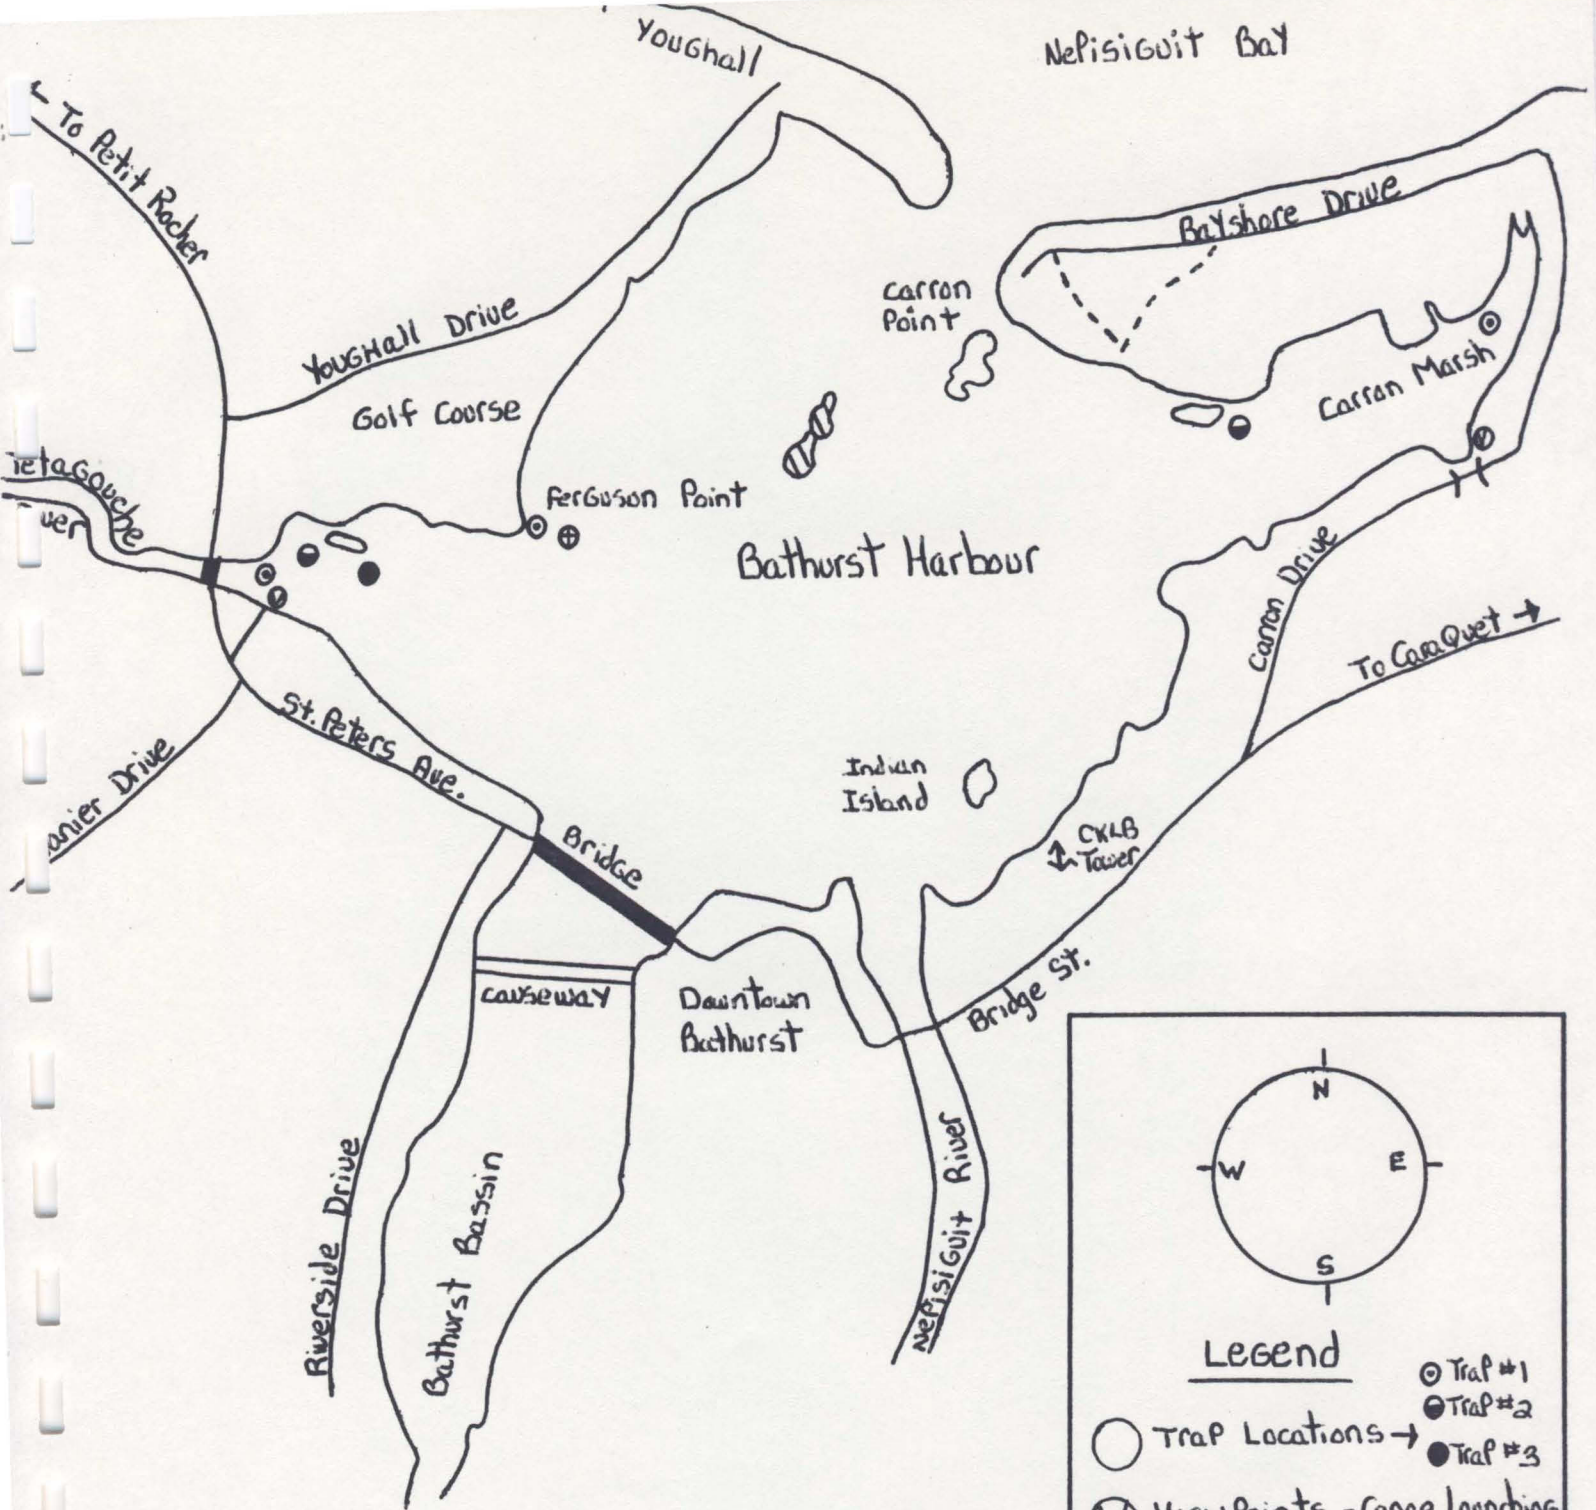 Youghall
Nepisiguit Bay
← To Petit Rocher
Bayshore Drive
Carron
Point
Youghall Drive
Golf Course
Carron Marsh
Tetagouche
Ferguson Point
Bathurst Harbour
Carron Drive
To CaraQuet →
St. Peters Ave.
Indian
Island
Bridge
CKLB
Tower
Causeway
Downtown
Bathurst
Bridge St.
Nepisiguit River
Riverside Drive
Bathurst Bassin
N
W E
S
Legend
Trap #1
Trap #2
Trap Locations →
Trap #3